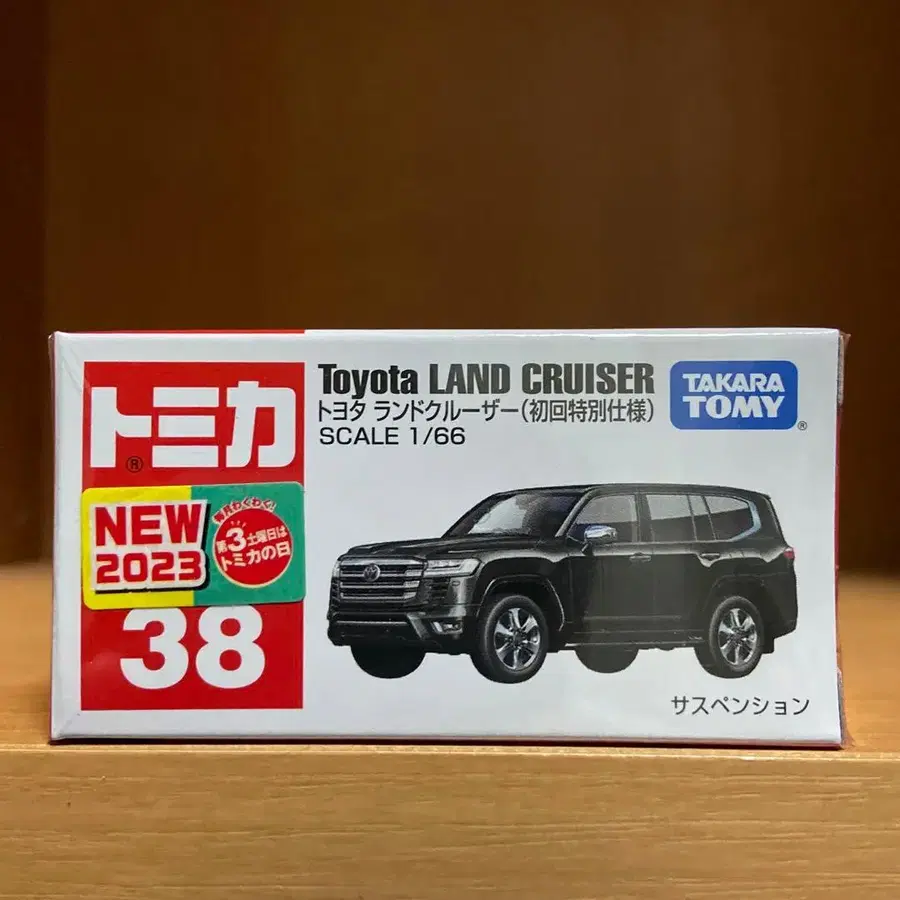 Toyota LAND CRUISER
トヨタ ランドクルーザー(初回特別仕様)
SCALE 1/66
TAKARA
TOMY
®
トミカ
®
NEW
2023
毎月わくわく!
第3土曜日は
トミカの日
38
サスペンション